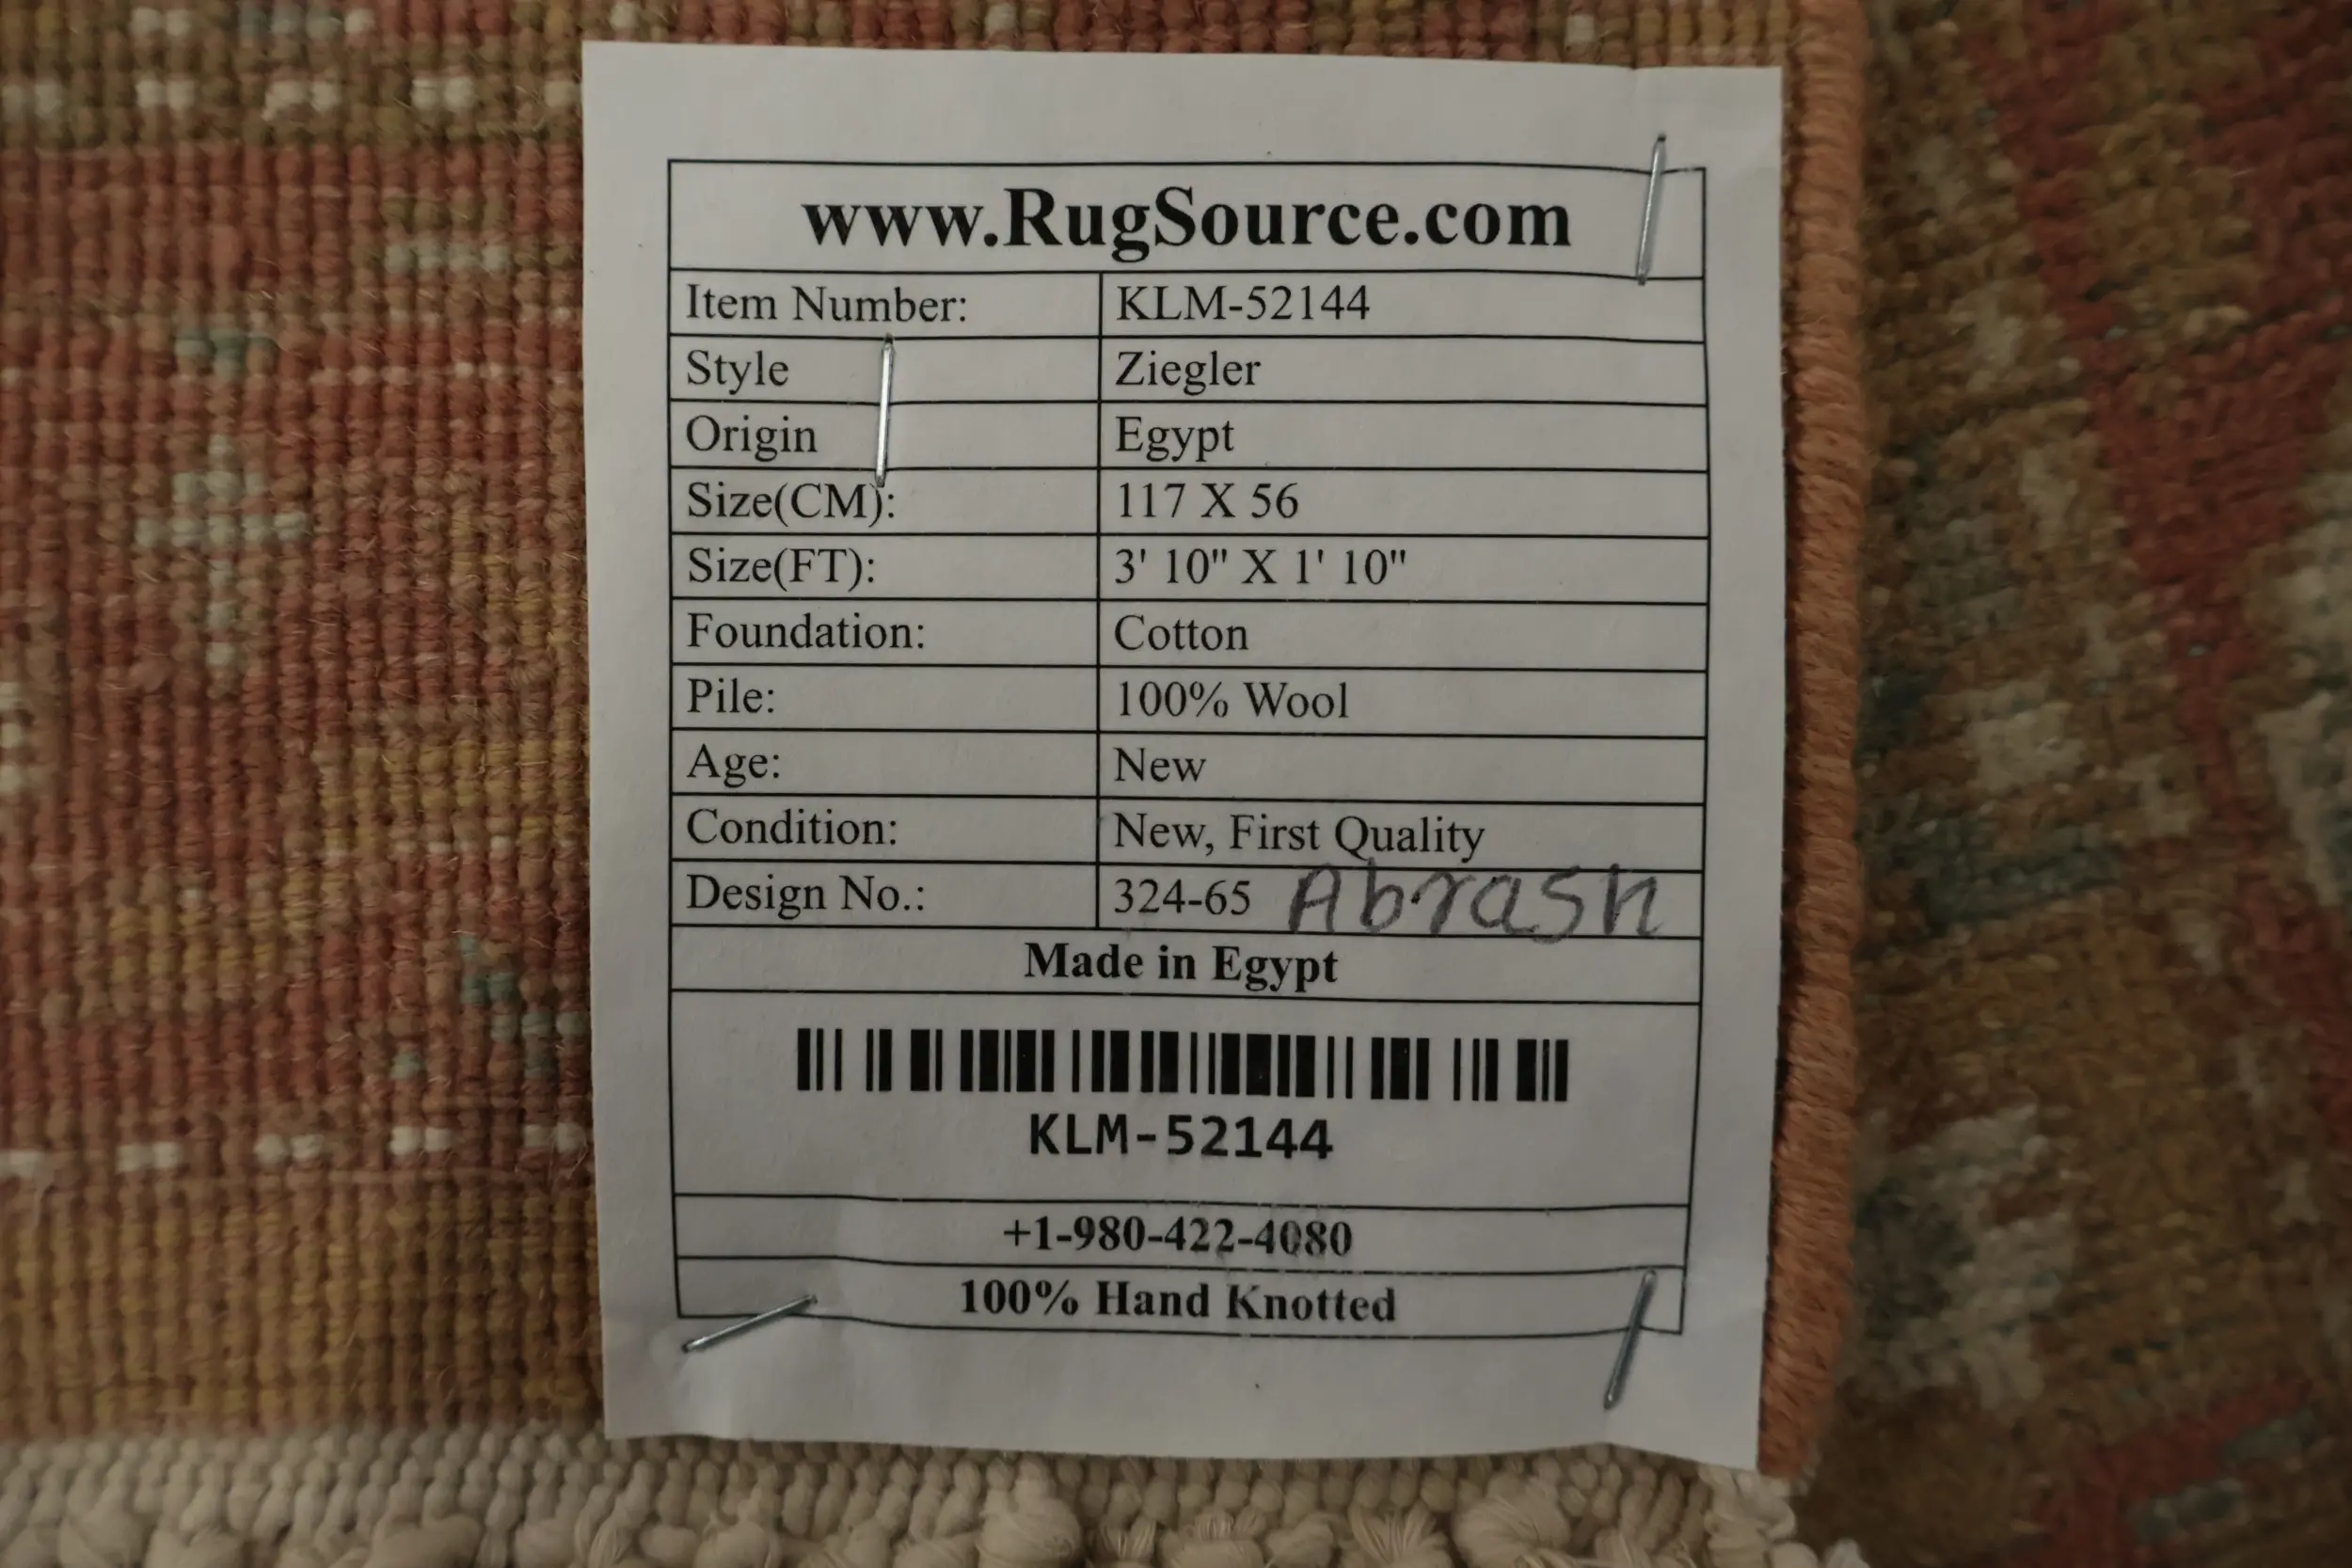 www.RugSource.com
Item Number: KLM-52144
Style Ziegler
Origin Egypt
Size(CM): 117 X 56
Size(FT): 3' 10" X 1' 10"
Foundation: Cotton
Pile: 100% Wool
Age: New
Condition: New, First Quality
Design No.: 324-65 Abrash
Made in Egypt
KLM-52144
+1-980-422-4080
100% Hand Knotted